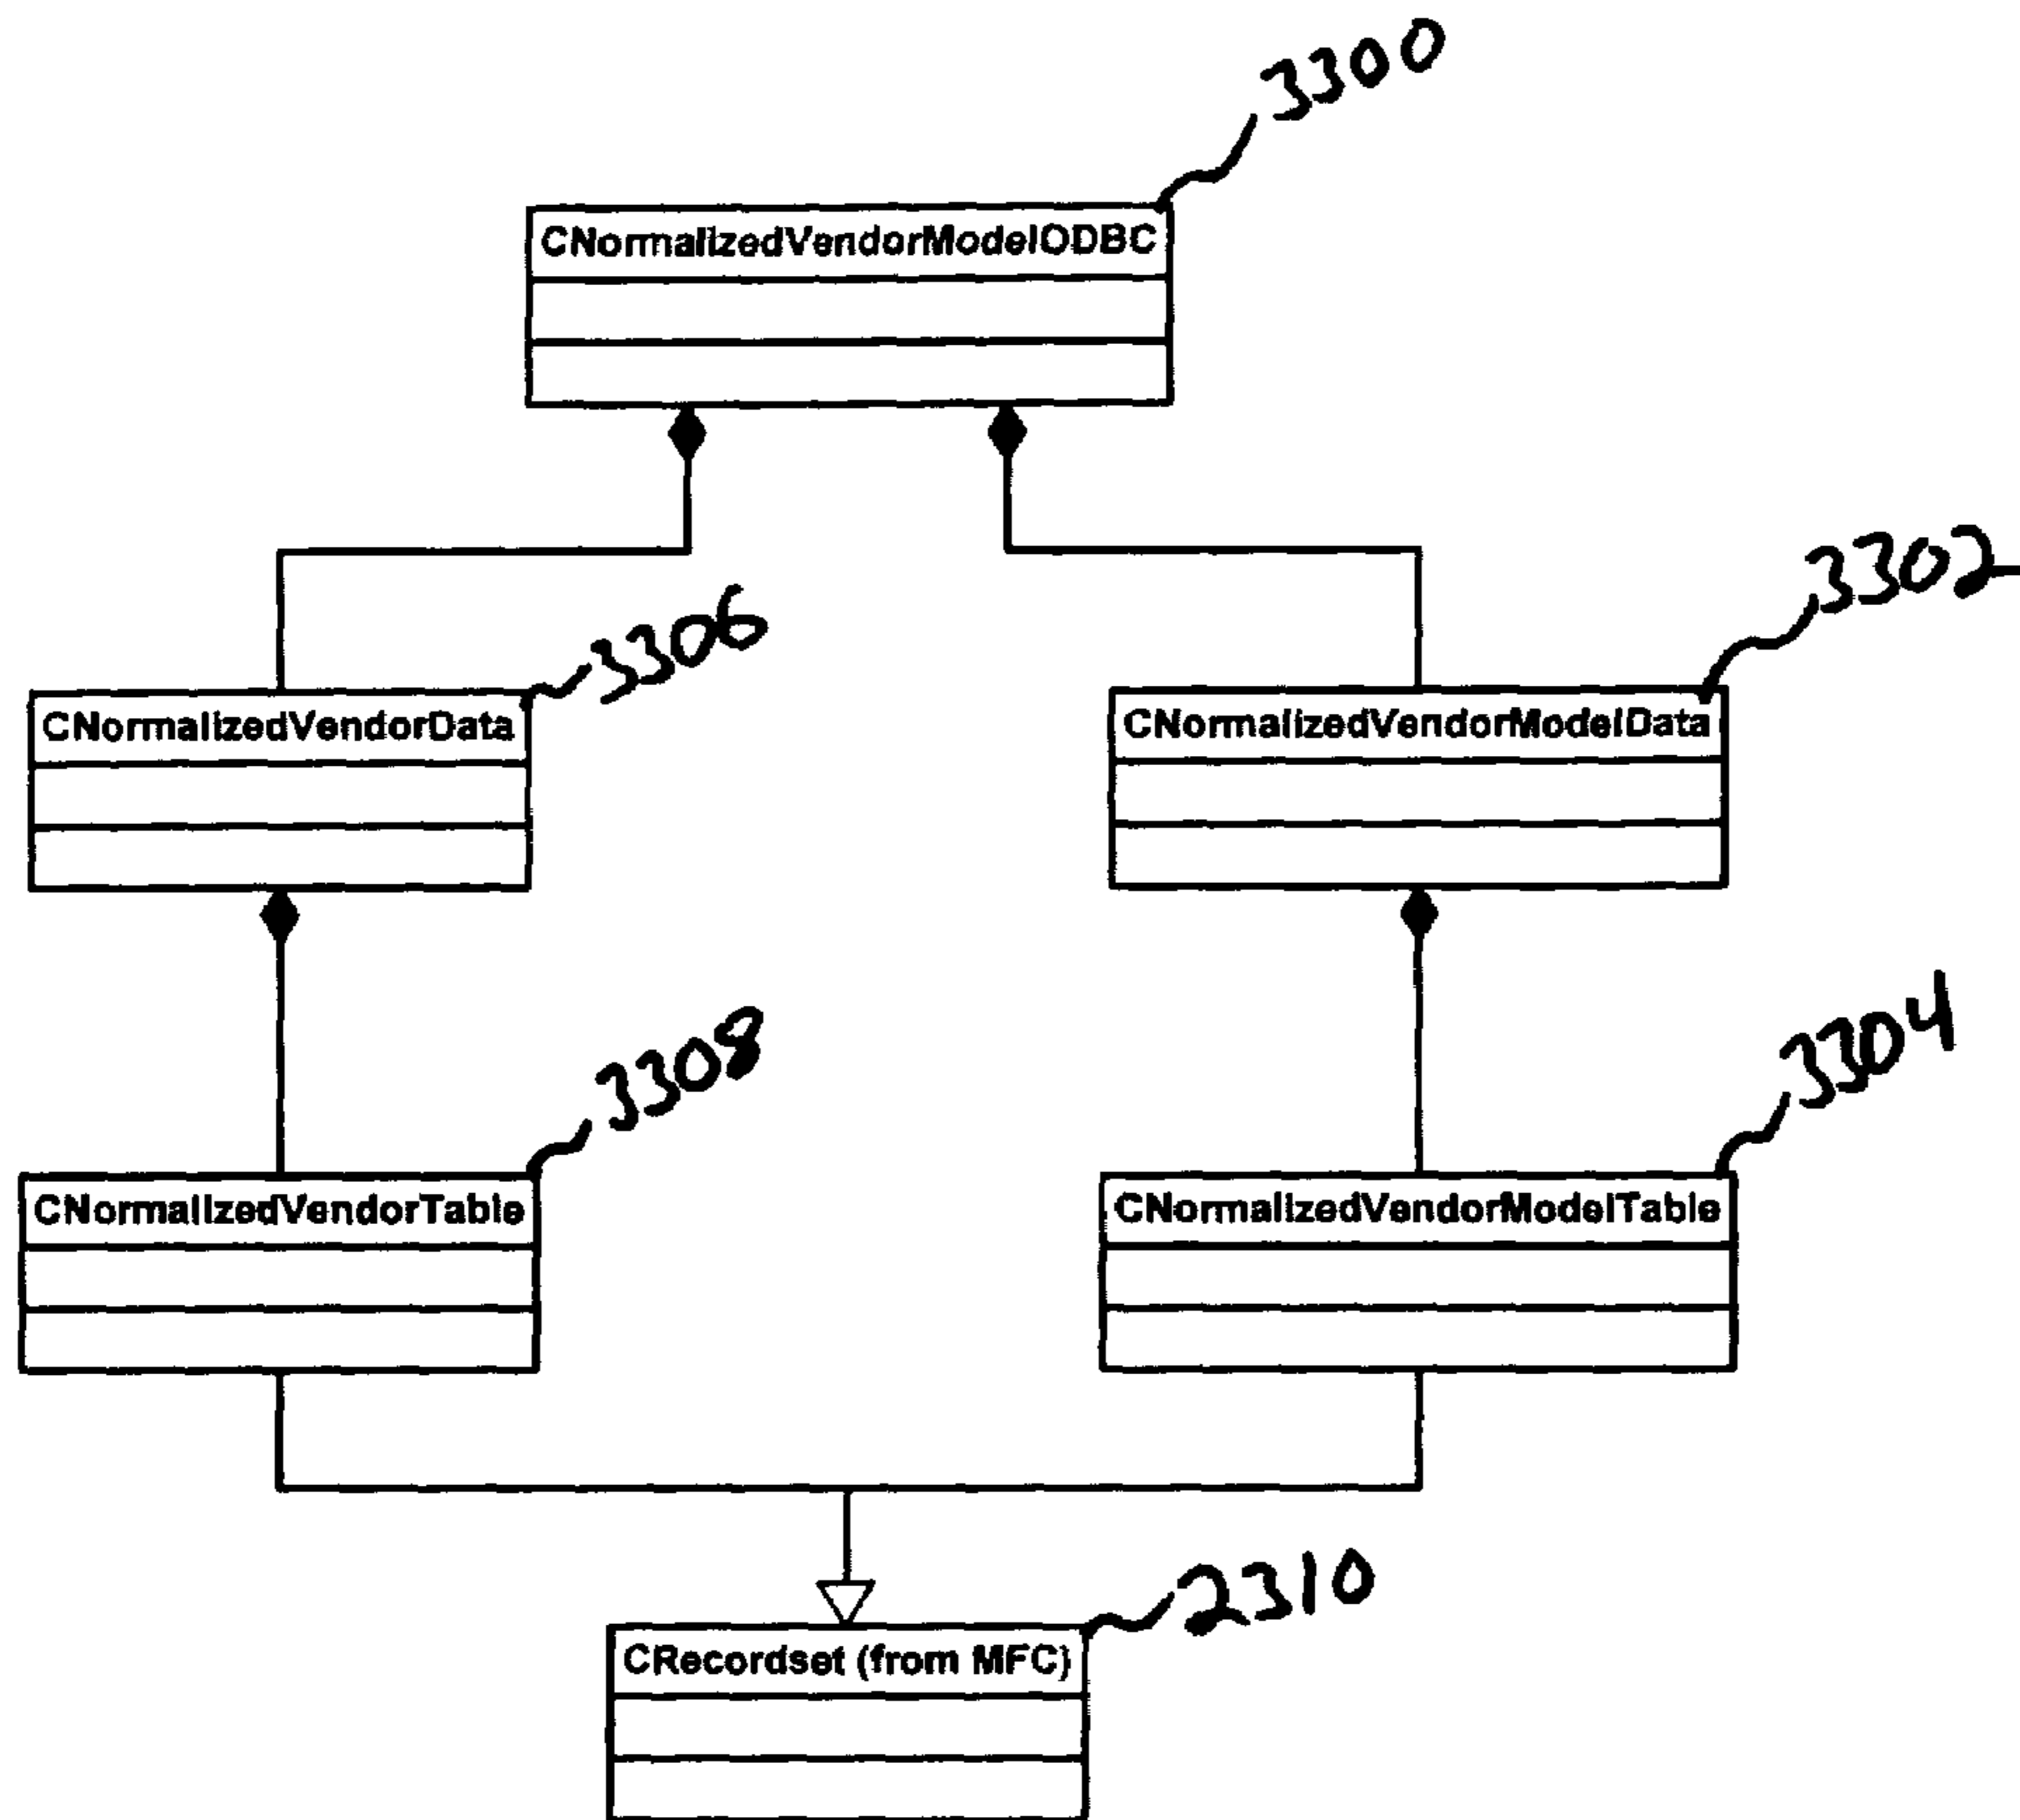 3300
CNormalizedVendorModelODBC
3306
3302
CNormalizedVendorData
CNormalizedVendorModelData
3308
3304
CNormalizedVendorTable
CNormalizedVendorModelTable
2310
CRecordset (from MFC)